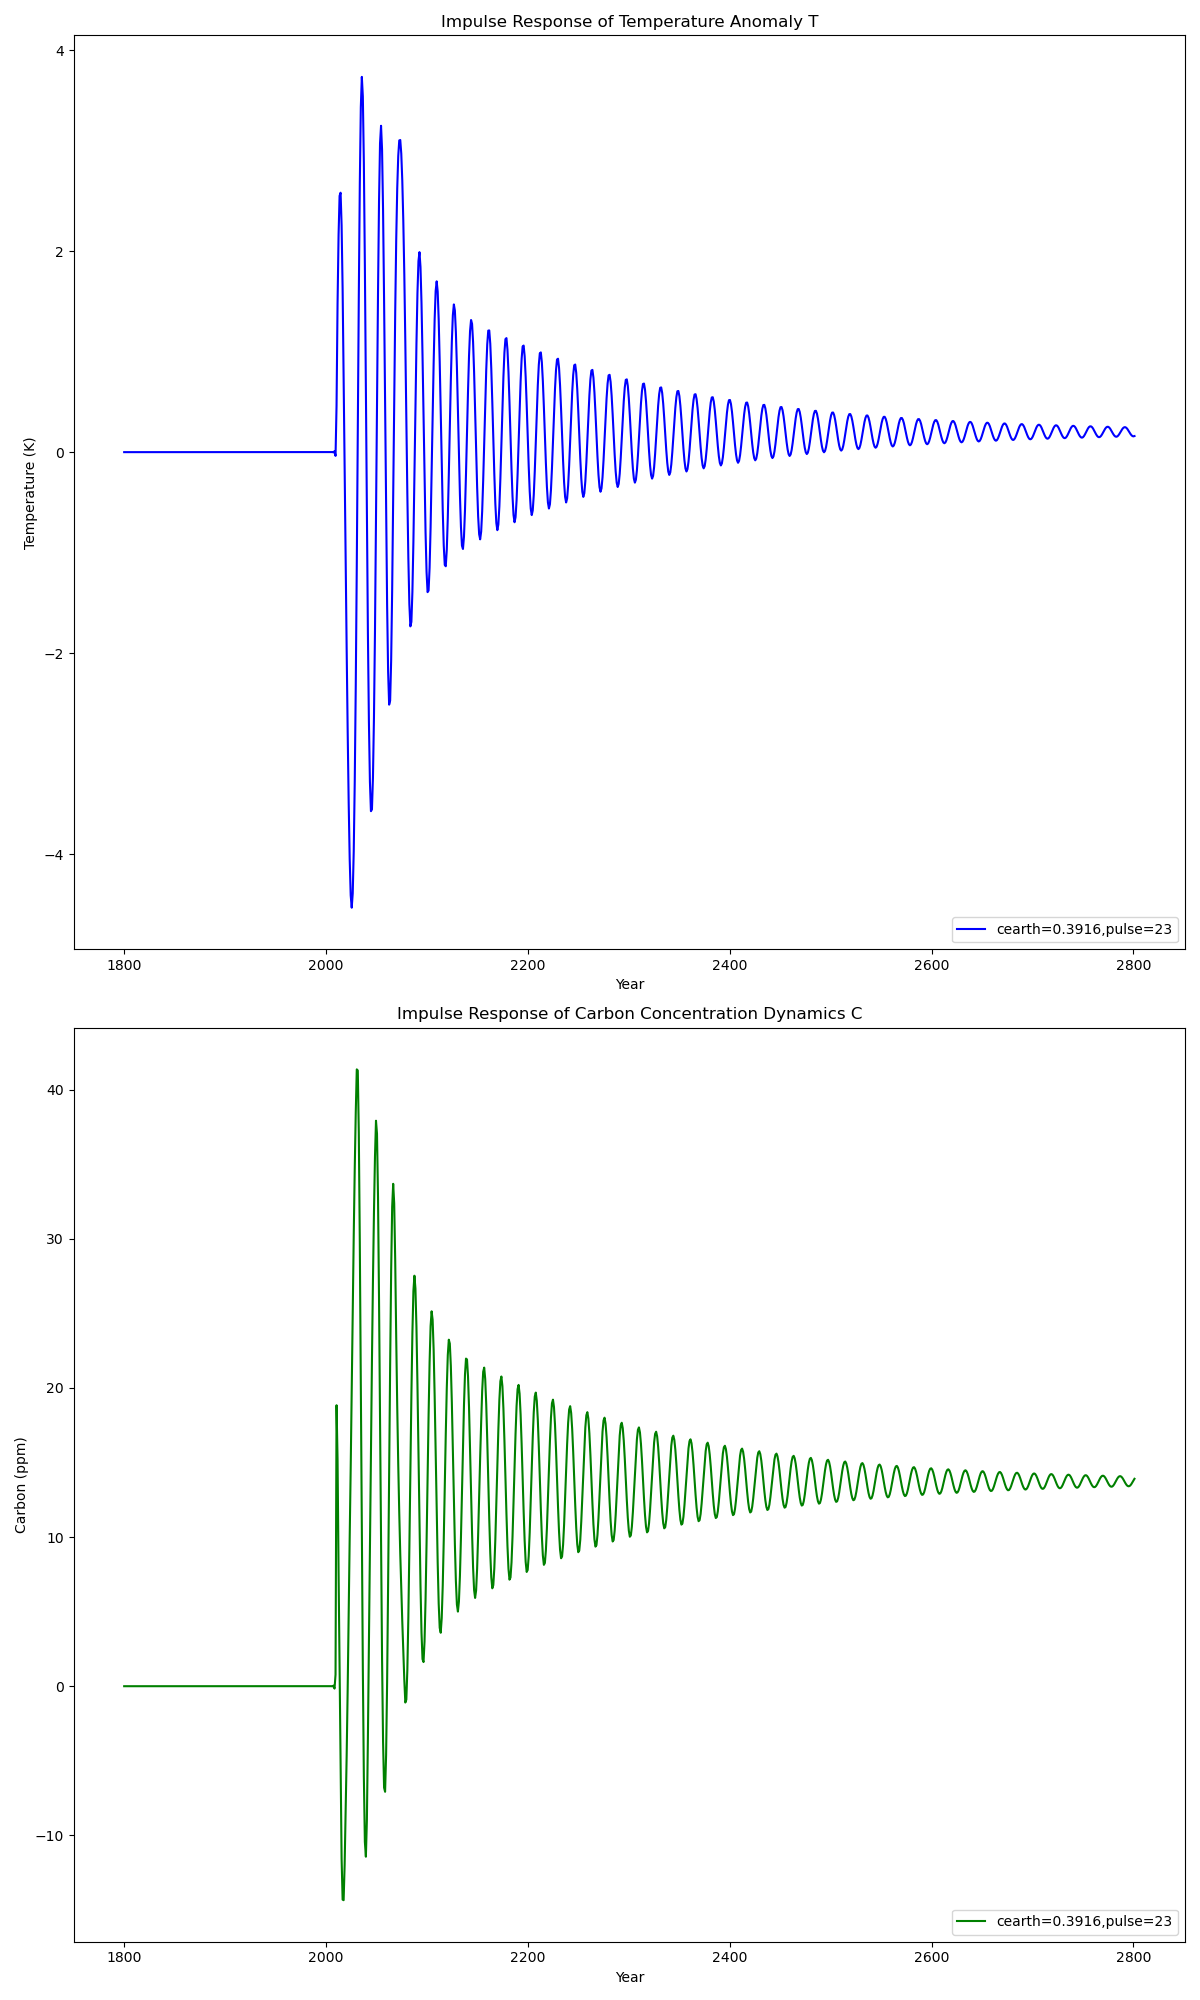 Impulse Response of Temperature Anomaly T
4
2
0
−2
−4
Temperature (K)
cearth=0.3916,pulse=23
1800 2000 2200 2400 2600 2800
Year
Impulse Response of Carbon Concentration Dynamics C
40
30
20
10
0
−10
Carbon (ppm)
cearth=0.3916,pulse=23
1800 2000 2200 2400 2600 2800
Year